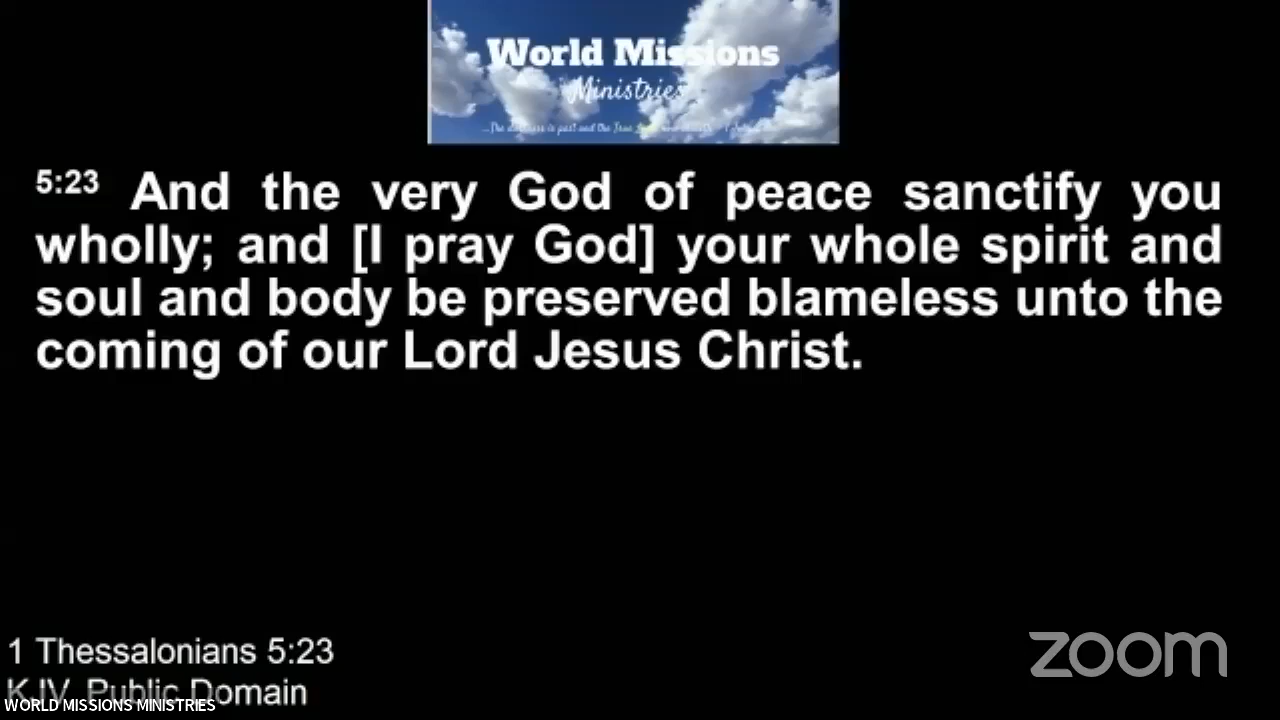 World Missions
Ministries
5:23 And the very God of peace sanctify you
wholly; and [I pray God] your whole spirit and
soul and body be preserved blameless unto the
coming of our Lord Jesus Christ.
1 Thessalonians 5:23
KJV, Public Domain
WORLD MISSIONS MINISTRIES
zoom